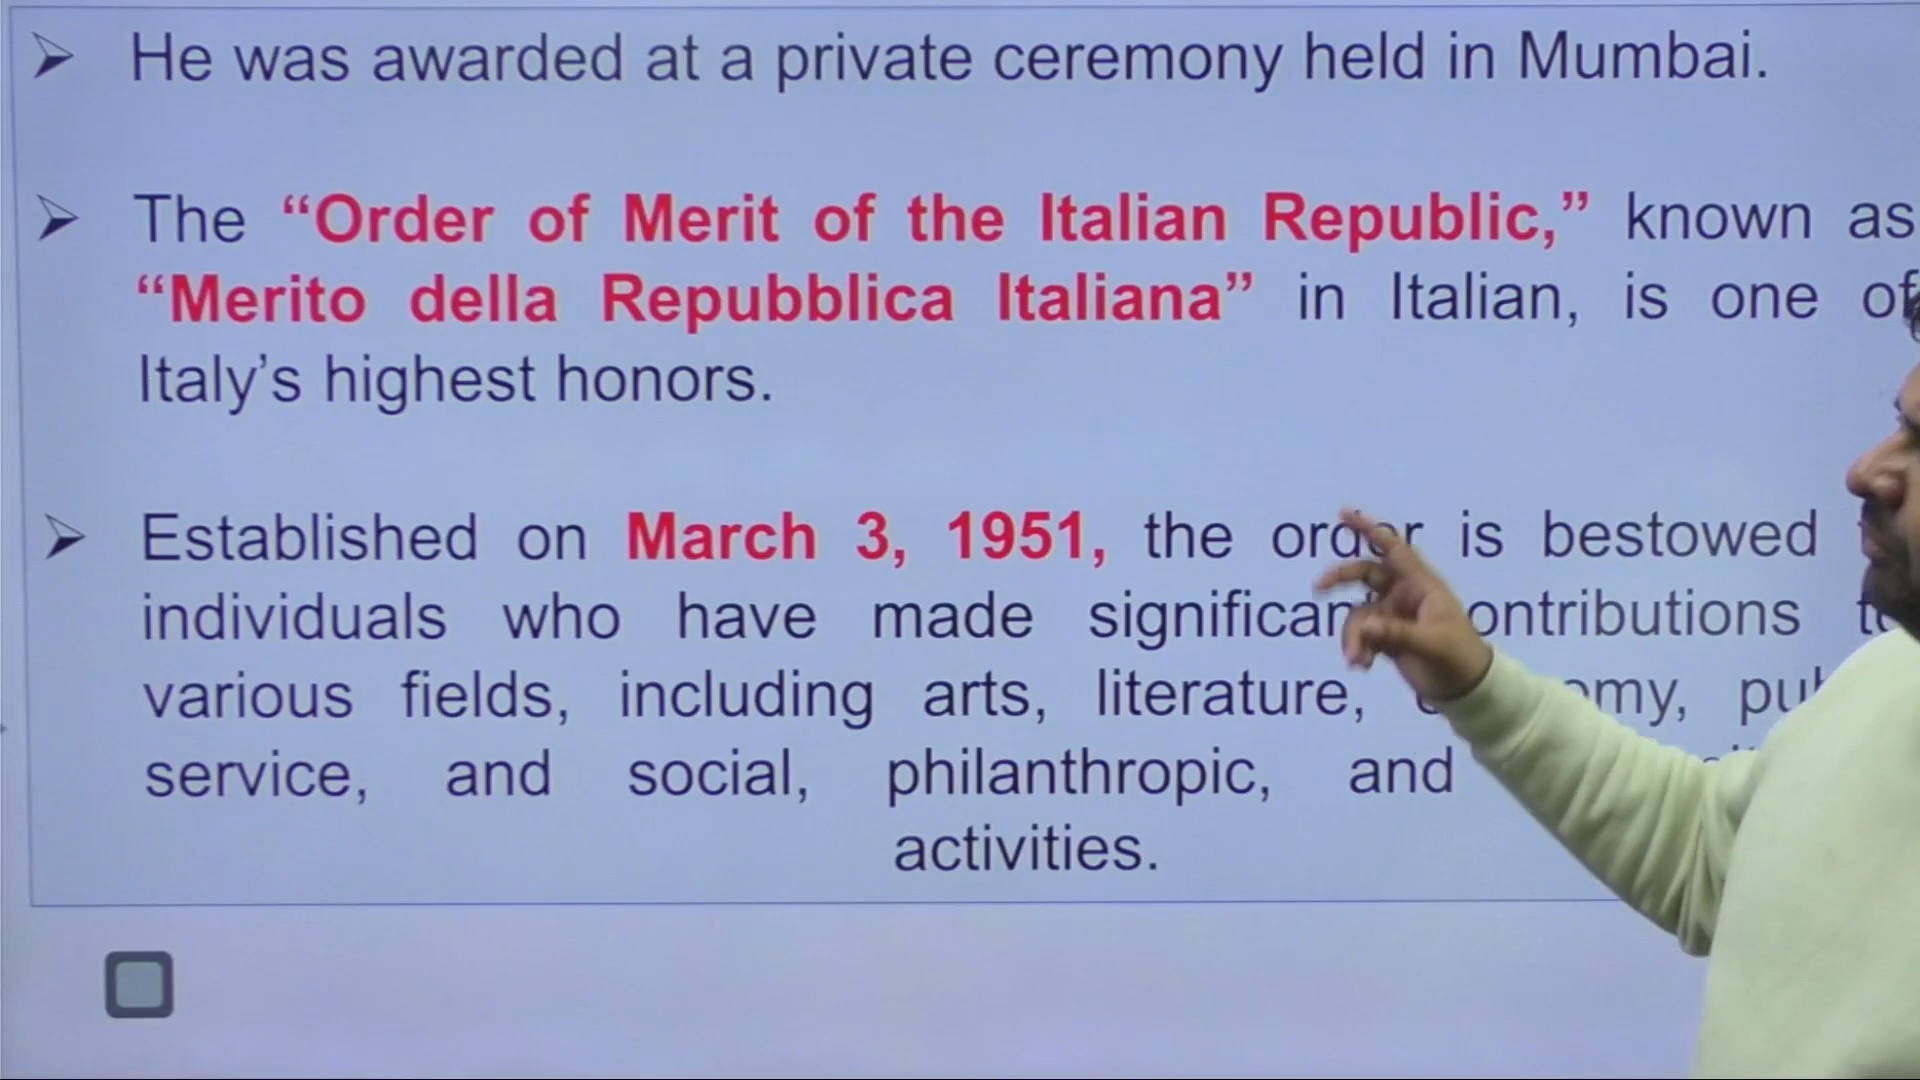 ➢ He was awarded at a private ceremony held in Mumbai.
➢ The “Order of Merit of the Italian Republic,” known as
“Merito della Repubblica Italiana” in Italian, is one of
Italy’s highest honors.
➢ Established on March 3, 1951, the order is bestowed
individuals who have made significant contributions
various fields, including arts, literature,
service, and social, philanthropic, and
activities.